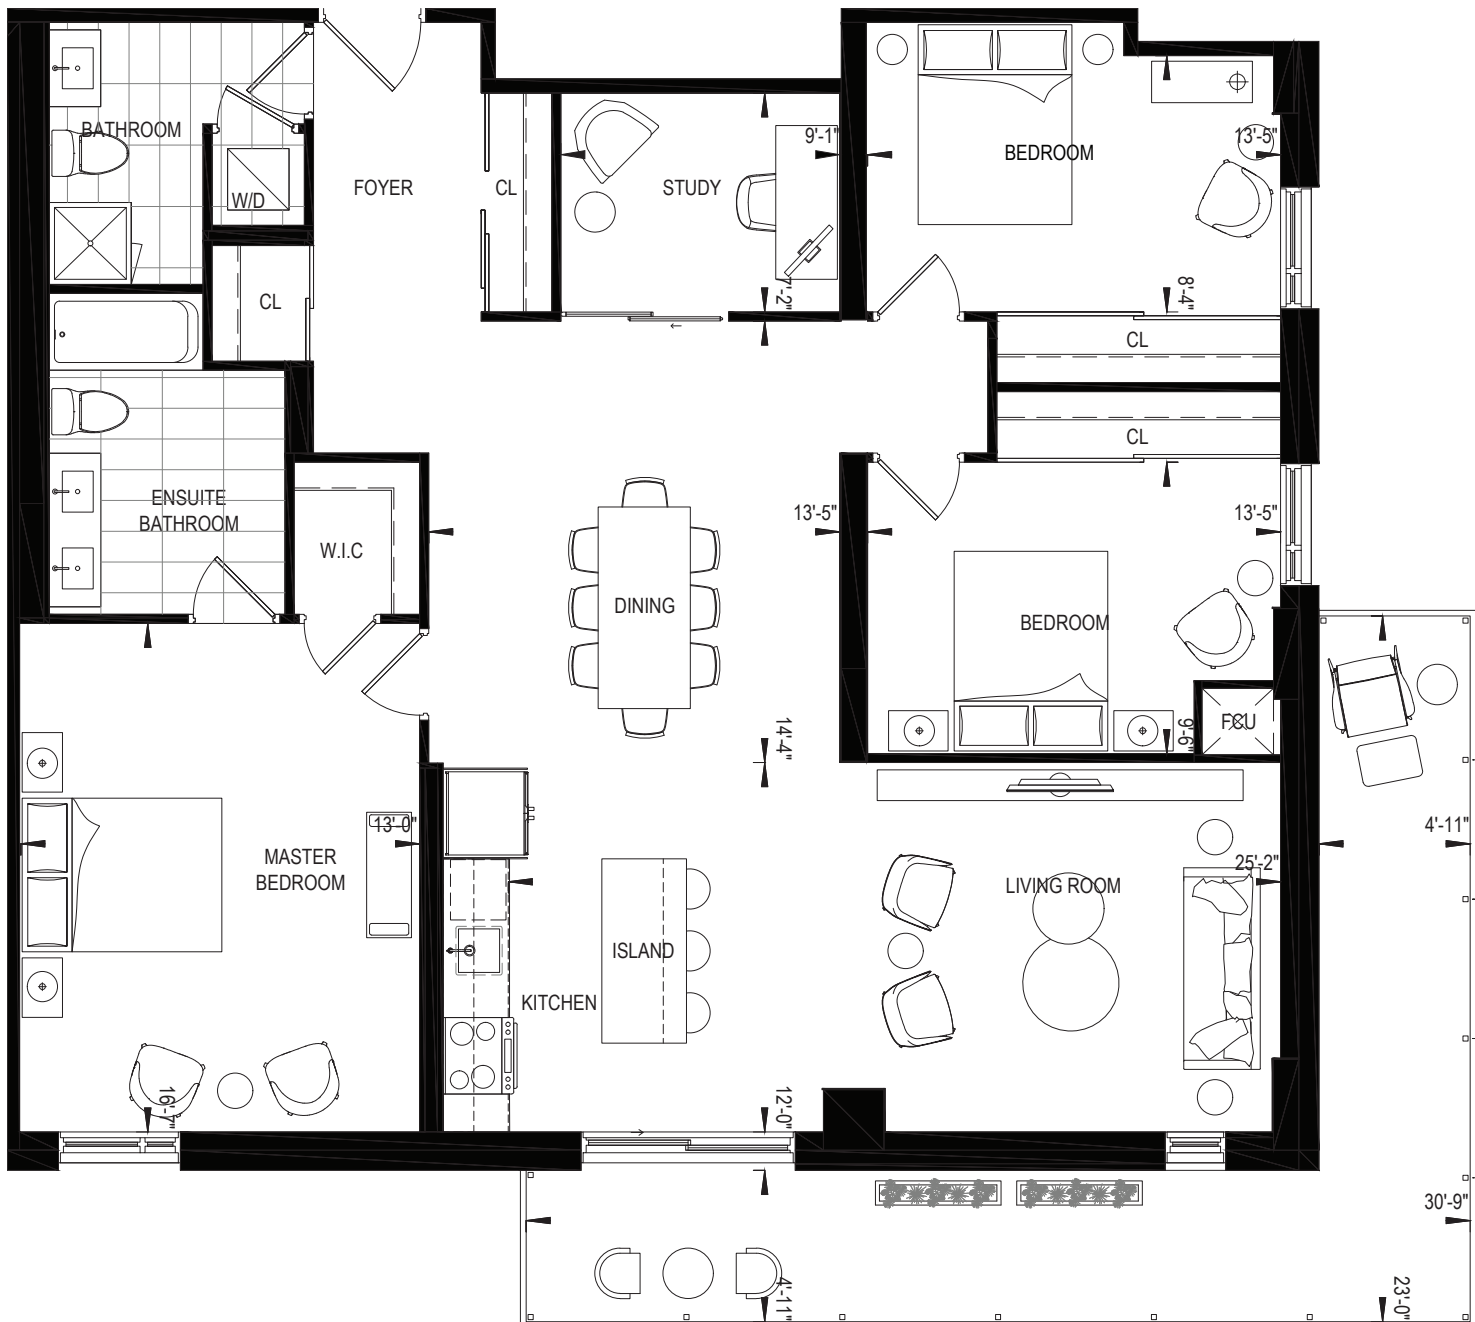 BATHROOM
9'-1"
13'-5"
BEDROOM
FOYER
CL
STUDY
W/D
7'-2"
8'-4"
CL
CL
CL
ENSUITE
BATHROOM
13'-5"
13'-5"
W.I.C
DINING
BEDROOM
14'-4"
9'-6"
FCU
13'-0"
4'-11"
MASTER
BEDROOM
25'-2"
LIVING ROOM
ISLAND
KITCHEN
16'-7"
12'-0"
30'-9"
4'-11"
23'-0"